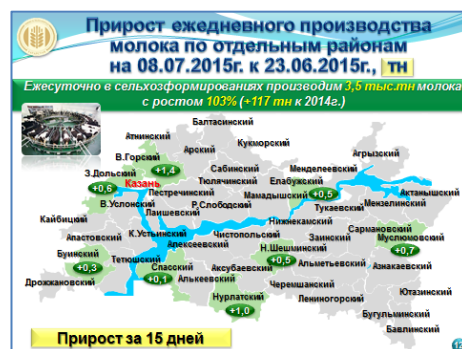 Прирост ежедневного производства
молока по отдельным районам
на 08.07.2015г. к 23.06.2015г., тн
Ежесуточно в сельхозформированиях производим 3,5 тыс.тн молока
с ростом 103% (+117 тн к 2014г.)
Балтасинский
Атнинский
Кукморский
Арский
В.Горский
Агрызский
+1,4
Сабинский
Менделеевский
З.Дольский
Казань
Тюлячинский
Елабужский
+0,6
Пестречинский
Мамадышский
+0,5
Актанышский
В.Услонский
Р.Слободский
Мензелинский
Лаишевский
Тукаевский
Кайбицкий
Нижнекамский
К.Устьинский
Чистопольский
Сармановский
Апастовский
Заинский
Муслюмовский
Алексеевский
Н.Шешминский
+0,7
Буинский
Тетюшский
+0,5
Альметьевский
Азнакаевский
+0,3
Спасский
Аксубаевский
+0,1
Алькеевский
Черемшанский
Дрожжановский
Ютазинский
Нурлатский
Лениногорский
+1,0
Бугульминский
Бавлинский
Прирост за 15 дней